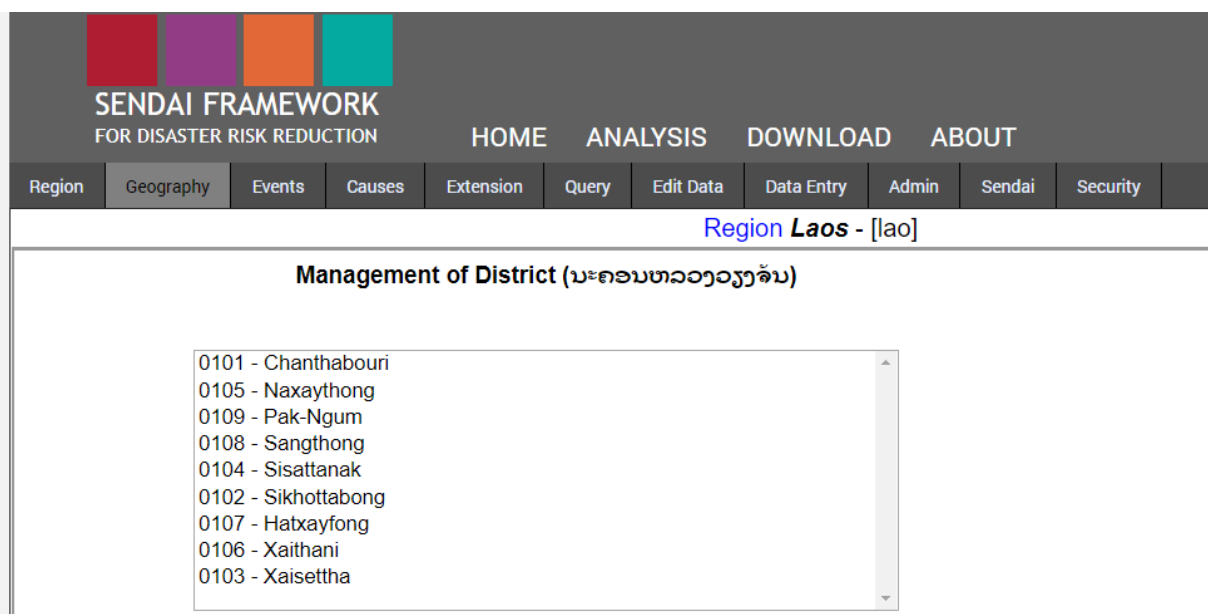 SENDAI FRAMEWORK
FOR DISASTER RISK REDUCTION
HOME ANALYSIS DOWNLOAD ABOUT
Region Geography Events Causes Extension Query Edit Data Data Entry Admin Sendai Security
Region Laos - [lao]
Management of District (ນະຄອນຫລວງວຽງຈັນ)
0101 - Chanthabouri
0105 - Naxaythong
0109 - Pak-Ngum
0108 - Sangthong
0104 - Sisattanak
0102 - Sikhottabong
0107 - Hatxayfong
0106 - Xaithani
0103 - Xaisettha